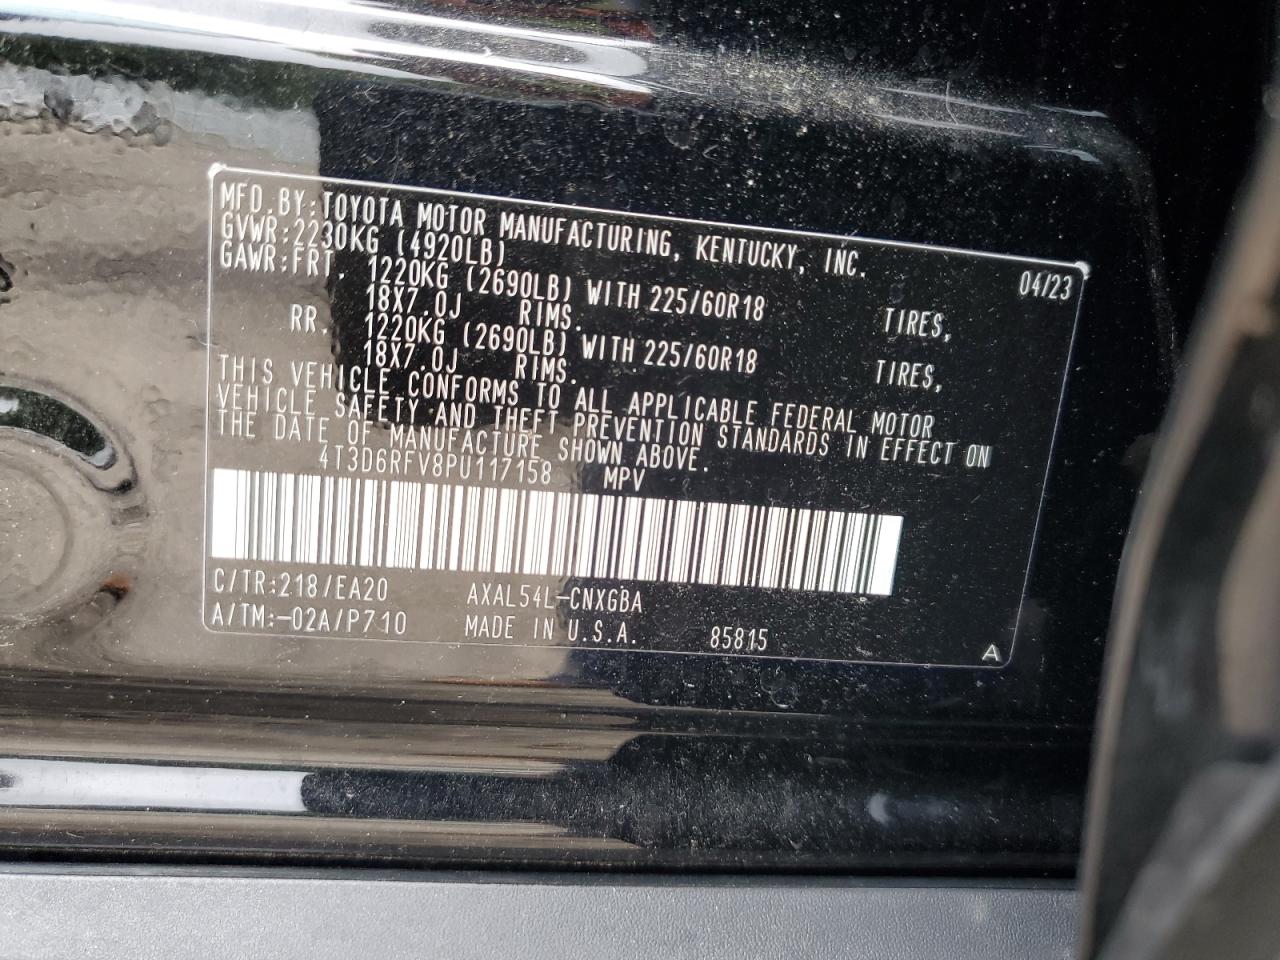 MFD.BY:TOYOTA MOTOR MANUFACTURING, KENTUCKY, INC.
GVWR:2230KG (4920LB) 04/23
GAWR:FRT. 1220KG (2690LB) WITH 225/60R18 TIRES,
18X7.0J RIMS.
RR. 1220KG (2690LB) WITH 225/60R18 TIRES,
18X7.0J RIMS.
THIS VEHICLE CONFORMS TO ALL APPLICABLE FEDERAL MOTOR
VEHICLE SAFETY AND THEFT PREVENTION STANDARDS IN EFFECT ON
THE DATE OF MANUFACTURE SHOWN ABOVE.
4T3D6RFV8PU117158 MPV
C/TR:218/EA20 AXAL54L-CNXGBA
A/TM:-02A/P710 MADE IN U.S.A. 85815
A